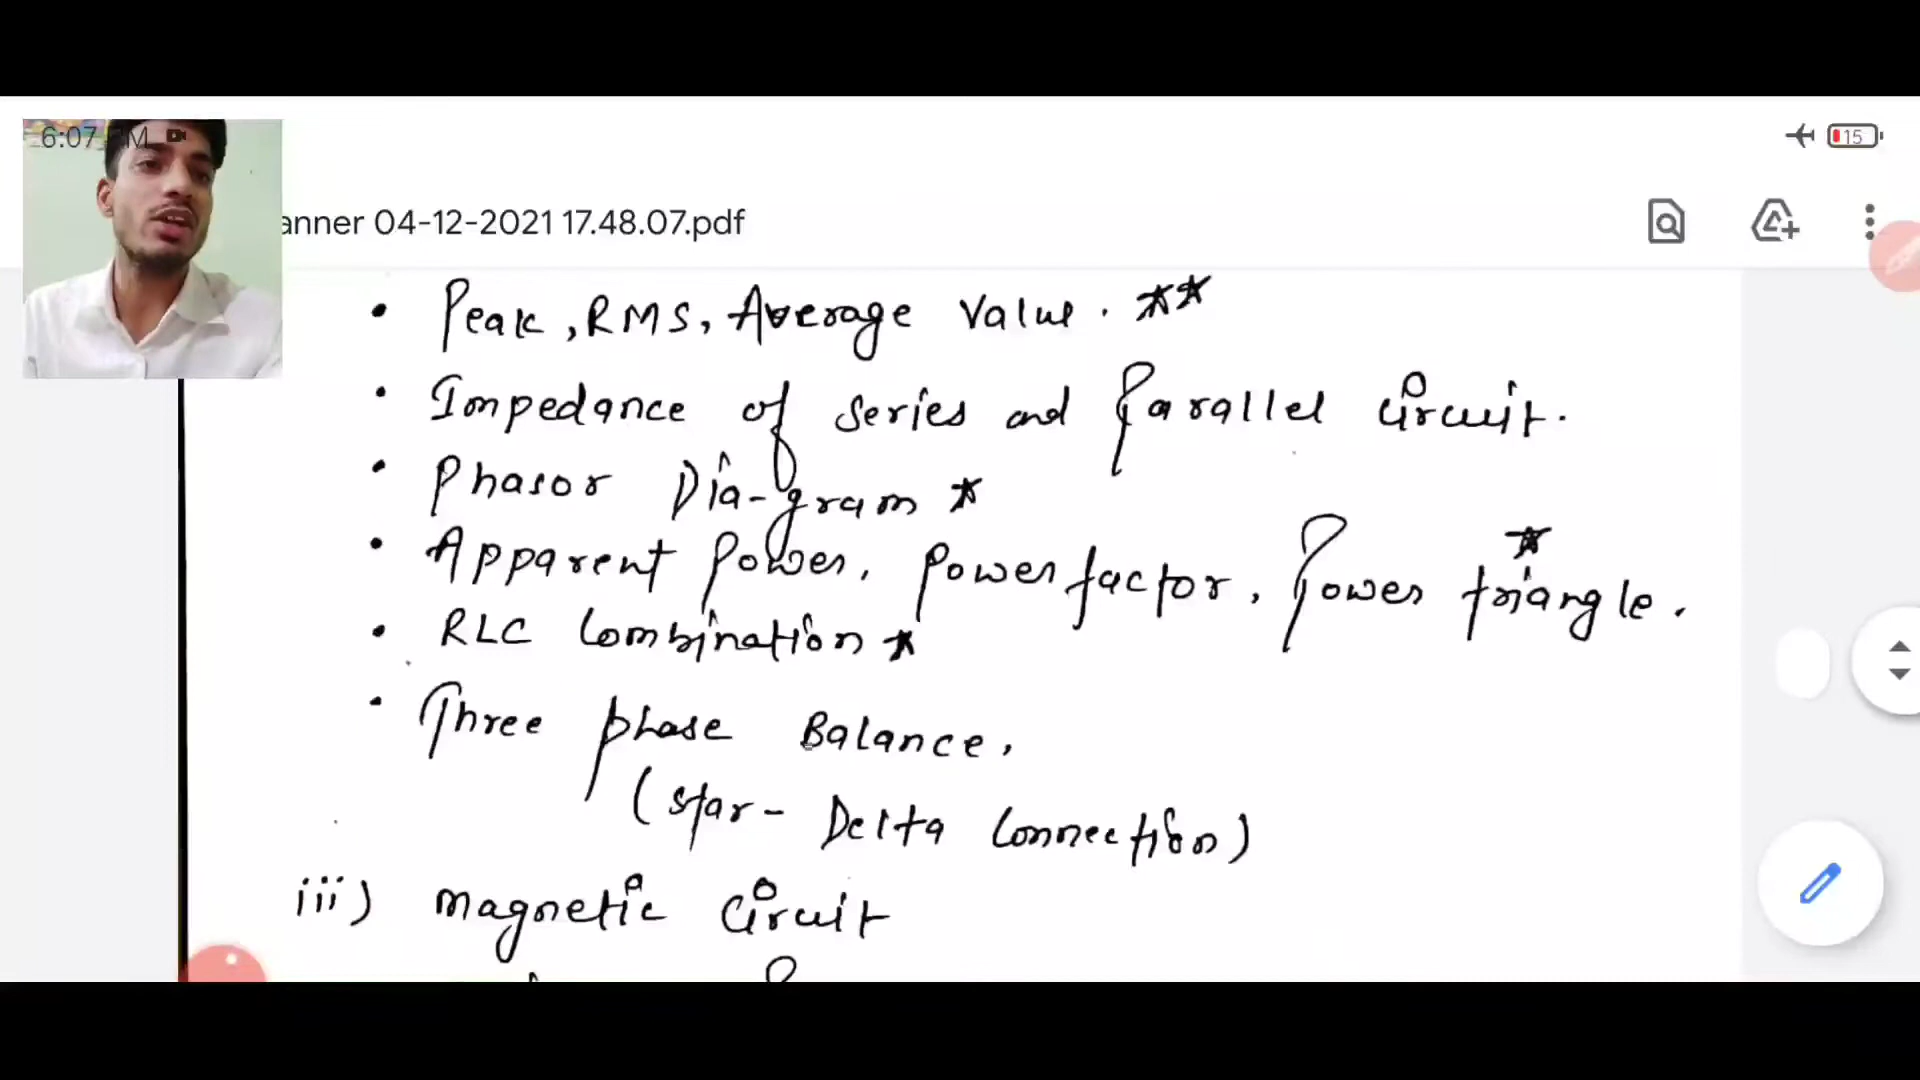 6:07 PM
15
anner 04-12-2021 17.48.07.pdf
• Peak, RMS, Average Value. **
• Impedance of Series and Parallel Circuit.
• Phasor Dia-gram *
• Apparent Power, Power factor, Power triangle. *
• RLC Combination *
• Three phase Balance,
(Star- Delta Connection)
iii) Magnetic Circuit